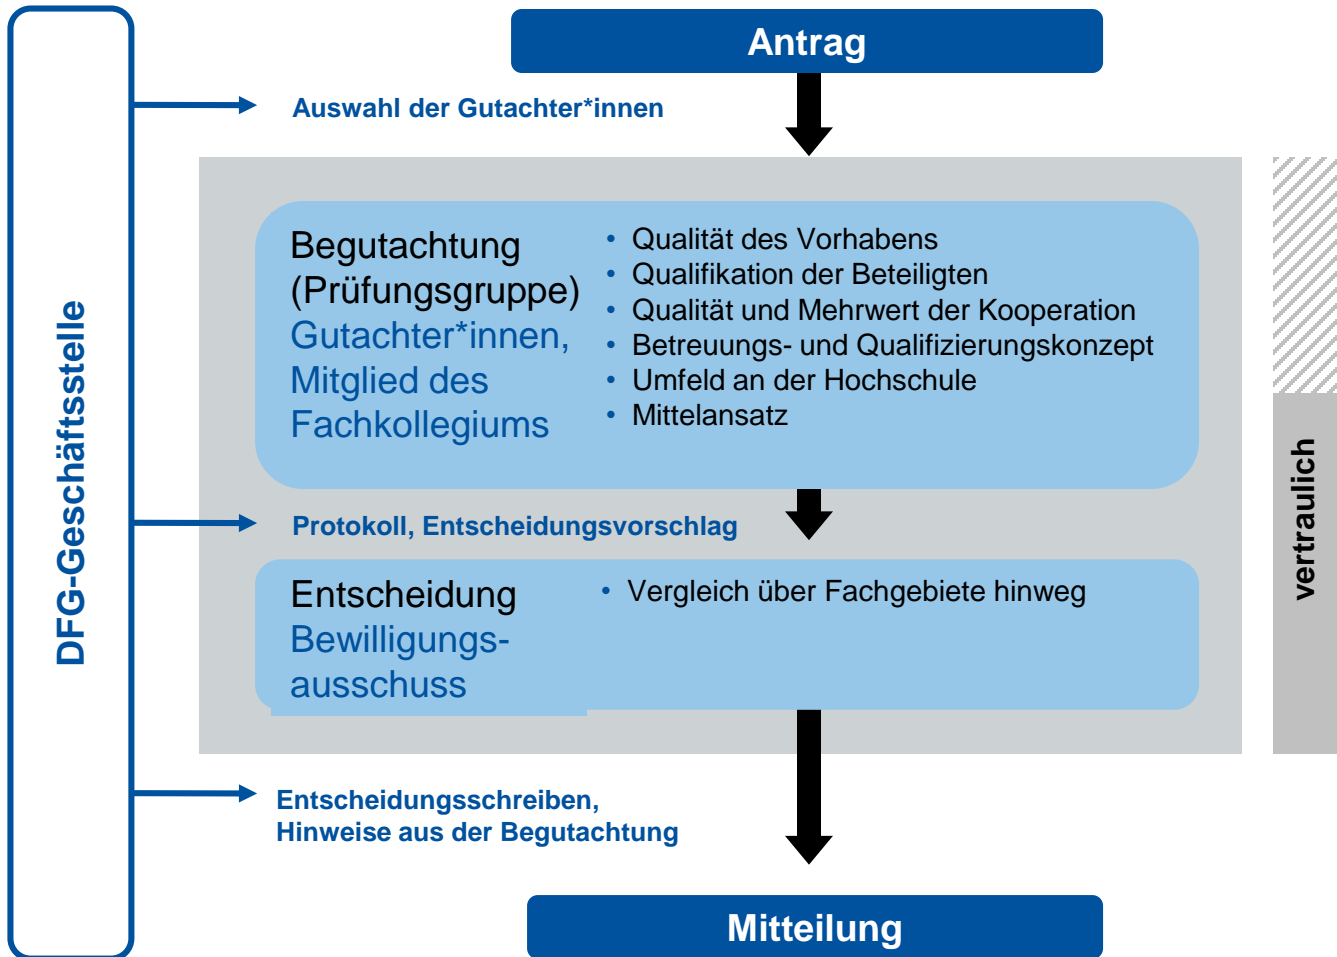 DFG-Geschäftsstelle
Antrag
Auswahl der Gutachter*innen
Begutachtung
(Prüfungsgruppe)
Gutachter*innen,
Mitglied des
Fachkollegiums
• Qualität des Vorhabens
• Qualifikation der Beteiligten
• Qualität und Mehrwert der Kooperation
• Betreuungs- und Qualifizierungskonzept
• Umfeld an der Hochschule
• Mittelansatz
vertraulich
Protokoll, Entscheidungsvorschlag
Entscheidung
Bewilligungs-
ausschuss
• Vergleich über Fachgebiete hinweg
Entscheidungsschreiben,
Hinweise aus der Begutachtung
Mitteilung